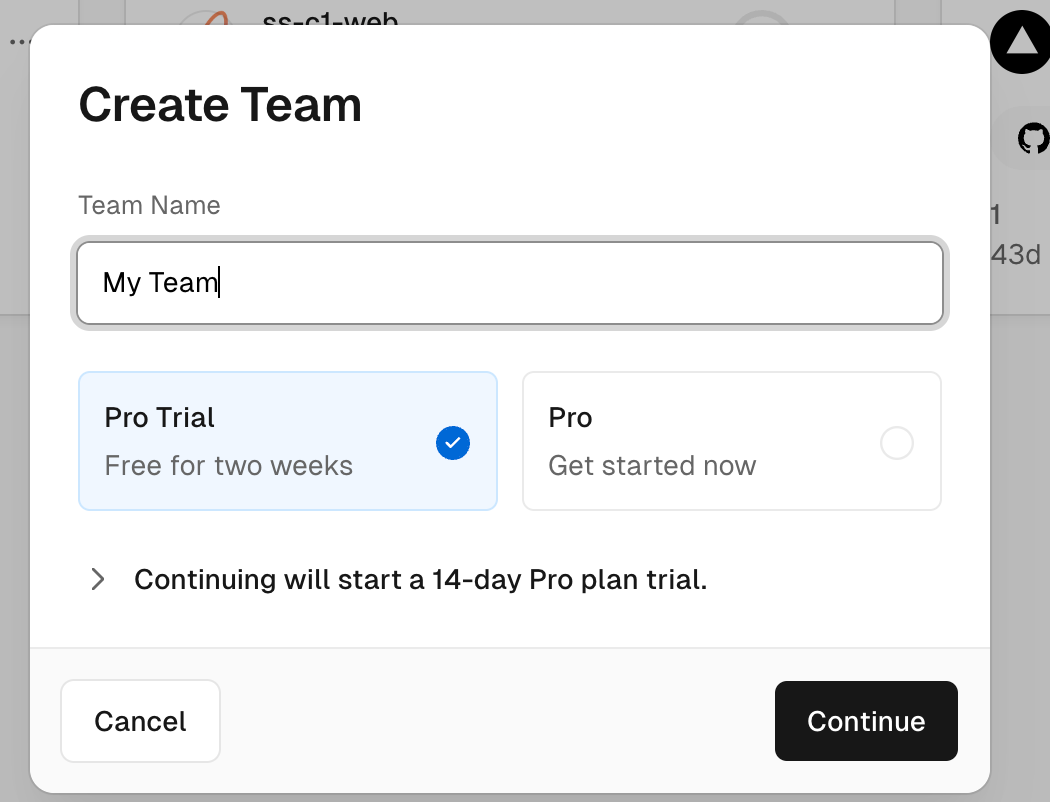 ss-c1-web
Create Team
Team Name
My Team
Pro Trial
Free for two weeks
Pro
Get started now
Continuing will start a 14-day Pro plan trial.
Cancel
Continue
1
43d